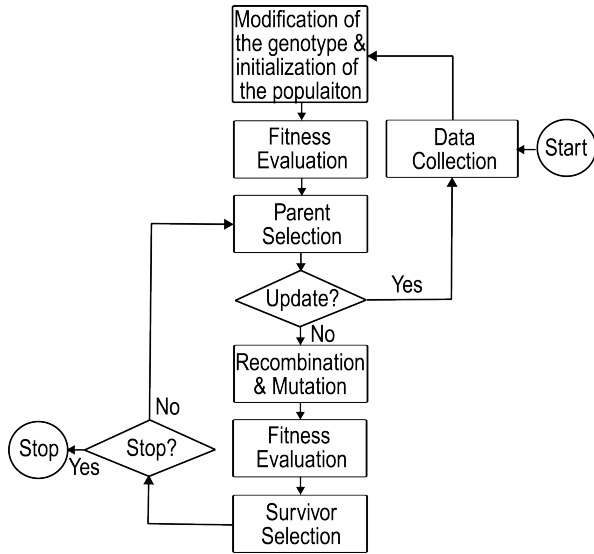 Modification of
the genotype &
initialization of
the populaiton
Fitness
Evaluation
Data
Collection
Start
Parent
Selection
Update?
Yes
No
Recombination
& Mutation
No
Fitness
Evaluation
Stop?
Stop
Yes
Survivor
Selection